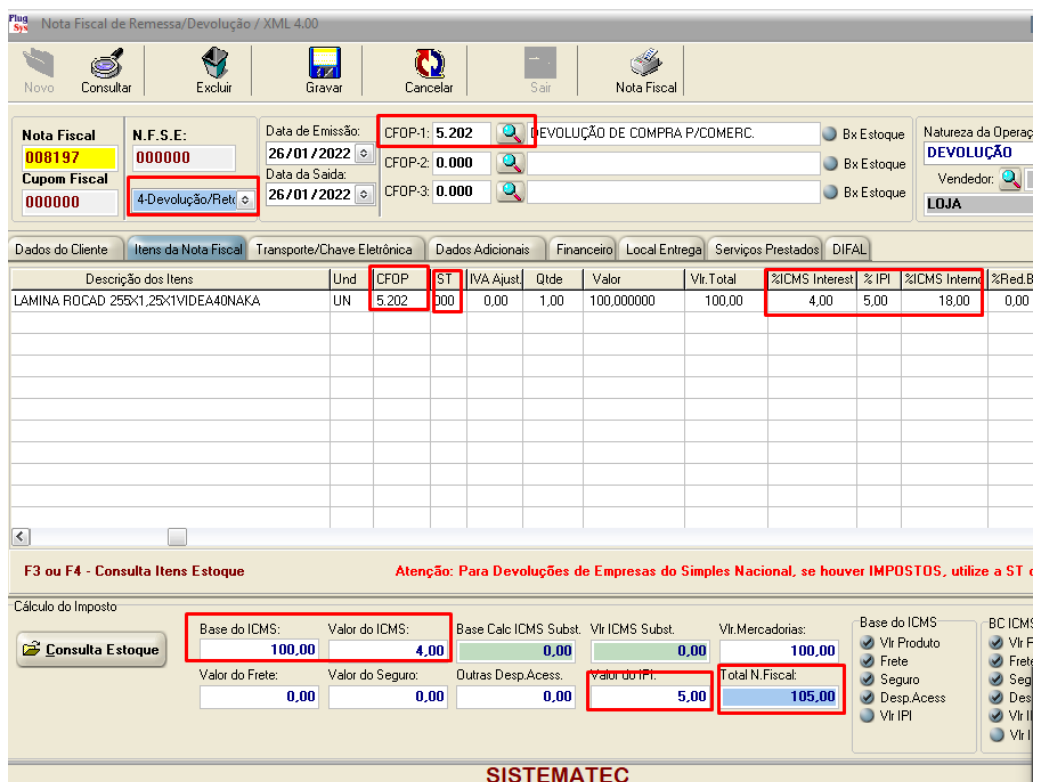 Plug Sys Nota Fiscal de Remessa/Devolução / XML 4.00
Novo Consultar Excluir Gravar Cancelar Sair Nota Fiscal
Nota Fiscal N.F.S.E: Data de Emissão: CFOP-1: 5.202 DEVOLUÇÃO DE COMPRA P/COMERC. Bx Estoque Natureza da Operaç
008197 000000 26/01/2022 CFOP-2: 0.000 Bx Estoque DEVOLUÇÃO
Cupom Fiscal Data da Saida: Vendedor:
000000 4-Devolução/Reto 26/01/2022 CFOP-3: 0.000 Bx Estoque LOJA
Dados do Cliente Itens da Nota Fiscal Transporte/Chave Eletrônica Dados Adicionais Financeiro Local Entrega Serviços Prestados DIFAL
Descrição dos Itens Und CFOP ST IVA Ajust. Qtde Valor Vlr.Total %ICMS Interest % IPI %ICMS Interno %Red.B
LAMINA ROCAD 255X1,25X1VIDEA40NAKA UN 5.202 000 0,00 1,00 100,000000 100,00 4,00 5,00 18,00 0,00
F3 ou F4 - Consulta Itens Estoque Atenção: Para Devoluções de Empresas do Simples Nacional, se houver IMPOSTOS, utilize a ST
Cálculo do Imposto
Consulta Estoque
Base do ICMS: Valor do ICMS: Base Calc ICMS Subst. Vlr ICMS Subst. Vlr.Mercadorias:
100,00 4,00 0,00 0,00 100,00
Valor do Frete: Valor do Seguro: Outras Desp.Acess. Valor do IPI: Total N.Fiscal:
0,00 0,00 0,00 5,00 105,00
Base do ICMS
Vlr Produto
Frete
Seguro
Desp.Acess
Vlr IPI
BC ICMS
Vlr
Frete
Seg
Des
Vlr
Vlr
SISTEMATEC